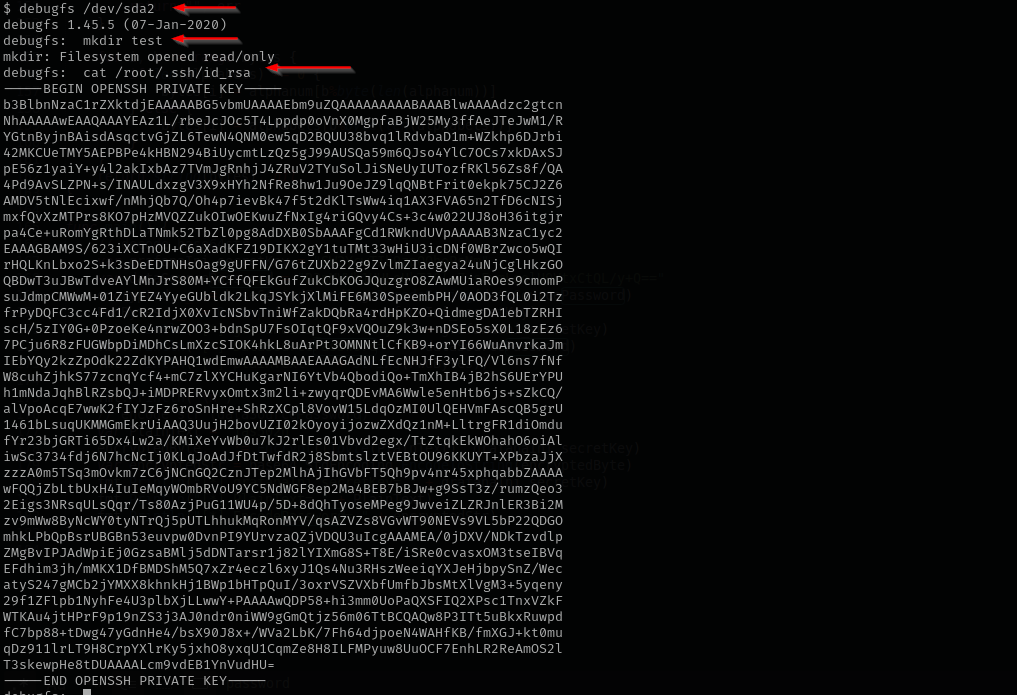 $ debugfs /dev/sda2
debugfs 1.45.5 (07-Jan-2020)
debugfs:  mkdir test
mkdir: Filesystem opened read/only
debugfs:  cat /root/.ssh/id_rsa
-----BEGIN OPENSSH PRIVATE KEY-----
b3BlbnNzaC1rZXktdjEAAAAABG5vbmUAAAAEbm9uZQAAAAAAAAABAAABlwAAAAdzc2gtcn
NhAAAAAwEAAQAAAYEAz1L/rbeJcJOc5T4Lppdp0oVnX0MgpfaBjW25My3ffAeJTeJwM1/R
YGtnByjnBAisdAsqctvGjZL6TewN4QNM0ew5qD2BQUU38bvq1lRdvbaD1m+WZkhp6DJrbi
42MKCUeTMY5AEPBPe4kHBN294BiUycmtLzQz5gJ99AUSQa59m6QJso4YlC7OCs7xkDAxSJ
pE56z1yaiY+y4l2akIxbAz7TVmJgRnhjJ4ZRuV2TYuSolJiSNeUyIUTozfRKl56Zs8f/QA
4Pd9AvSLZPN+s/INAULdxzgV3X9xHYh2NfRe8hw1Ju9OeJZ9lqQNBtFrit0ekpk75CJ2Z6
AMDV5tNlEcixwf/nMhjQb7Q/Oh4p7ievBk47f5t2dKlTsWw4iq1AX3FVA65n2TfD6cNISj
mxfQvXzMTPrs8KO7pHzMVQZZukOIwOEKwuZfNxIg4riGQvy4Cs+3c4w022UJ8oH36itgjr
pa4Ce+uRomYgRthDLaTNmk52TbZl0pg8AdDXB0SbAAAFgCd1RWkndUVpAAAAB3NzaC1yc2
EAAAGBAM9S/623iXCTnOU+C6aXadKFZ19DIKX2gY1tuTMt33wHiU3icDNf0WBrZwco5wQI
rHQLKnLbxo2S+k3sDeEDTNHsOag9gUFFN/G76tZUXb22g9ZvlmZIaegya24uNjCglHkzGO
QBDwT3uJBwTdveAYlMnJrS80M+YCffQFEkGufZukCbKOGJQuzgrO8ZAwMUiaROes9cmomP
suJdmpCMWwM+01ZiYEZ4YyeGUbldk2LkqJSYkjXlMiFE6M30SpeembPH/0AOD3fQL0i2Tz
frPyDQFC3cc4Fd1/cR2IdjX0XvIcNSbvTniWfZakDQbRa4rdHpKZO+QidmegDA1ebTZRHI
scH/5zIY0G+0PzoeKe4nrwZOO3+bdnSpU7FsOIqtQF9xVQOuZ9k3w+nDSEo5sX0L18zEz6
7PCju6R8zFUGWbpDiMDhCsLmXzcSIOK4hkL8uArPt3OMNNtlCfKB9+orYI66WuAnvrkaJm
IEbYQy2kzZpOdk22ZdKYPAHQ1wdEmwAAAAMBAAEAAAGAdNLfEcNHJfF3ylFQ/Vl6ns7fNf
W8cuhZjhkS77zcnqYcf4+mC7zlXYCHuKgarNI6YtVb4QbodiQo+TmXhIB4jB2hS6UErYPU
h1mNdaJqhBlRZsbQJ+iMDPRERvyxOmtx3m2li+zwyqrQDEvMA6Wwle5enHtb6js+sZkCQ/
alVpoAcqE7wwK2fIYJzFz6roSnHre+ShRzXCpl8VovW15LdqOzMI0UlQEHVmFAscQB5grU
1461bLsuqUKMMGmEkrUiAAQ3UujH2bovUZI02kOyoyijozwZXdQz1nM+LltrgFR1diOmdu
fYr23bjGRTi65Dx4Lw2a/KMiXeYvWb0u7kJ2rlEs01Vbvd2egx/TtZtqkEkWOhahO6oiAl
iwSc3734fdj6N7hcNcIj0KLqJoAdJfDtTwfdR2j8SbmtslztVEBtOU96KKUYT+XPbzaJjX
zzzA0m5TSq3mOvkm7zC6jNCnGQ2CznJTep2MlhAjIhGVbFT5Qh9pv4nr45xphqabbZAAAA
wFQQjZbLtbUxH4IuIeMqyWOmbRVoU9YC5NdWGF8ep2Ma4BEB7bBJw+g9SsT3z/rumzQeo3
2Eigs3NRsqULsQqr/Ts80AzjPuG11WU4p/5D+8dQhTyoseMPeg9JwveiZLZRJnlER3Bi2M
zv9mWw8ByNcWY0tyNTrQj5pUTLhhukMqRonMYV/qsAZVZs8VGvWT90NEVs9VL5bP22QDGO
mhkLPbQpBsrUBGBn53euvpw0DvnPI9YUrvzaQZjVDQU3uIcgAAAMEA/0jDXV/NDkTzvdlp
ZMgBvIPJAdWpiEj0GzsaBMlj5dDNTarsr1j82lYIXmG8S+T8E/iSRe0cvasxOM3tseIBVq
EFdhim3jh/mMKX1DfBMDShM5Q7xZr4eczl6xyJ1Qs4Nu3RHszWeeiqYXJeHjbpySnZ/Wec
atyS247gMCb2jYMXX8khnkHj1BWp1bHTpQuI/3oxrVSZVXbfUmfbJbsMtXlVgM3+5yqeny
29f1ZFlpb1NyhFe4U3plbXjLLwwY+PAAAAwQDP58+hi3mm0UoPaQXSFIQ2XPsc1TnxVZkF
WTKAu4jtHPrF9p19nZS3j3AJ0ndr0niWW9gGmQtjz56m06TtBCQAQw8P3ITt5uBkxRuwpd
fC7bp88+tDwg47yGdnHe4/bsX90J8x+/WVa2LbK/7Fh64djpoeN4WAHfKB/fmXGJ+kt0mu
qDz911lrLT9H8CrpYXlrKy5jxhO8yxqU1CqmZe8H8ILFMPyuw8UuOCF7EnhLR2ReAmOS2l
T3skewpHe8tDUAAAALcm9vdEB1YnVudHU=
-----END OPENSSH PRIVATE KEY-----
debugfs: